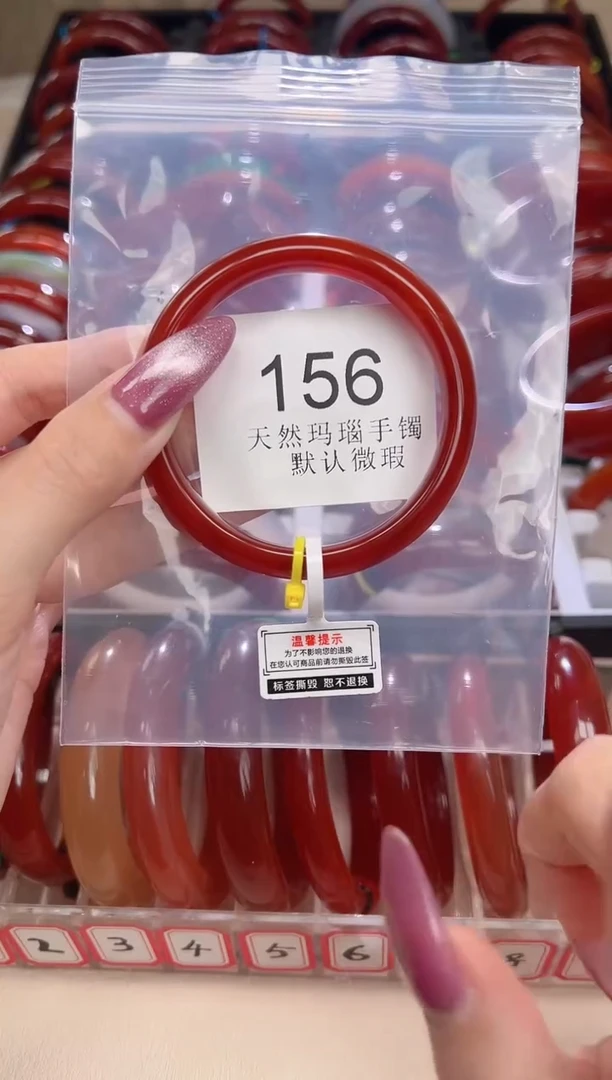 156
天然玛瑙手镯
默认微瑕
温馨提示
为了不影响您的退换
在您认可商品前请勿撕毁此签
标签撕毁 恕不退换
2
3
4
5
6
8